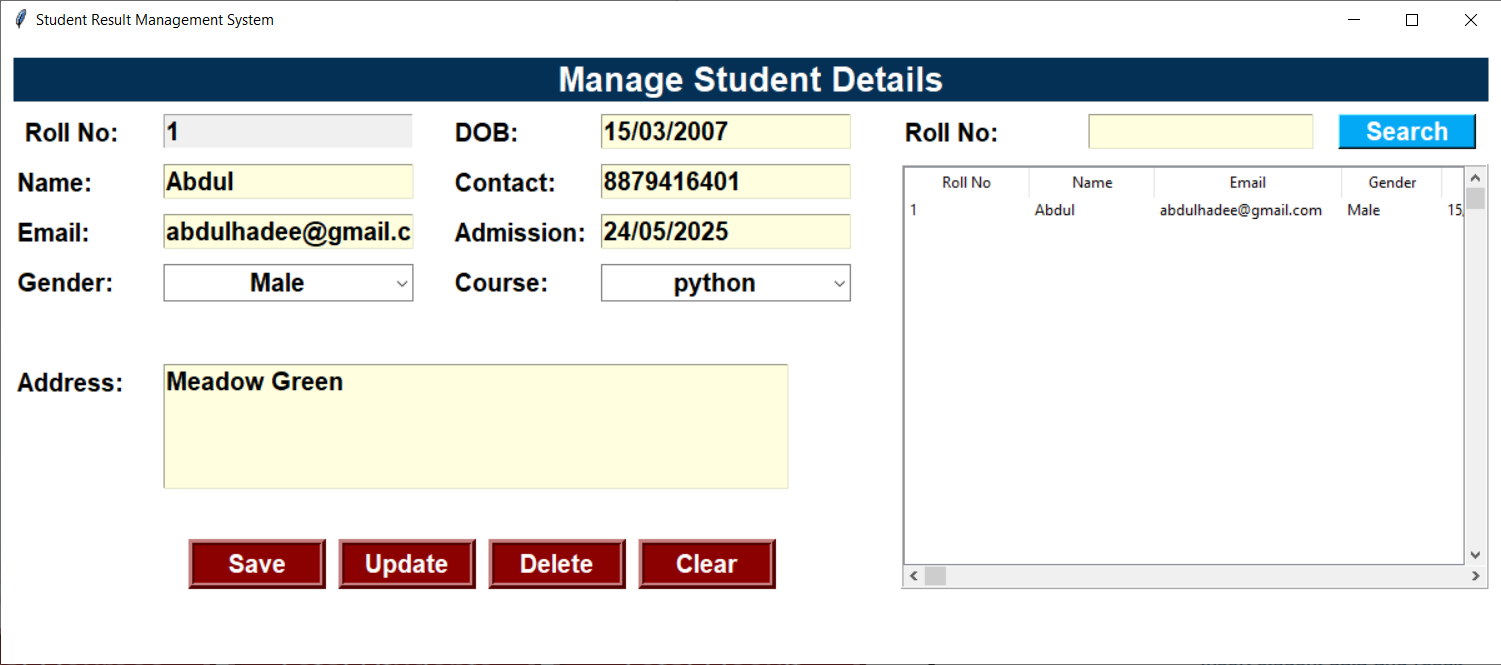 Student Result Management System
Manage Student Details
Roll No: 1 DOB: 15/03/2007 Roll No: Search
Name: Abdul Contact: 8879416401
Email: abdulhadee@gmail.c Admission: 24/05/2025
Gender: Male Course: python
Address: Meadow Green
Save Update Delete Clear
Roll No Name Email Gender
1 Abdul abdulhadee@gmail.com Male 15,